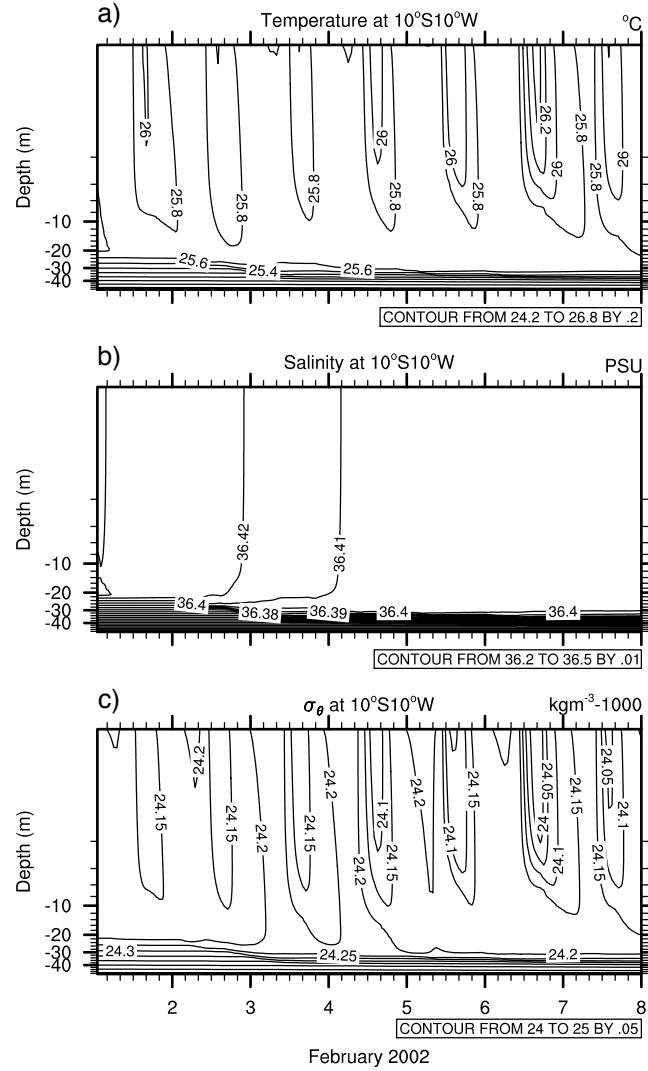 a) Temperature at 10°S10°W °C
26 25.8 25.8 25.8 26 25.8 26 25.8 26.2 26 25.8 25.8 26
Depth (m)
-10
-20
-30
-40
25.6 25.4 25.6
CONTOUR FROM 24.2 TO 26.8 BY .2
b) Salinity at 10°S10°W PSU
36.42 36.41
Depth (m)
-10
-20
-30
-40
36.4 36.38 36.39 36.4 36.4
CONTOUR FROM 36.2 TO 36.5 BY .01
c) σθ at 10°S10°W kgm⁻³-1000
24.15 <24.2 24.15 24.2 24.15 24.2 24.2 24.1 24.15 24.2 24.1 24.15 24.05 <24 24.1 24.15 24.15 24.05 24.1
Depth (m)
-10
-20
-30
-40
24.3 24.25 24.2
2 3 4 5 6 7 8
CONTOUR FROM 24 TO 25 BY .05
February 2002